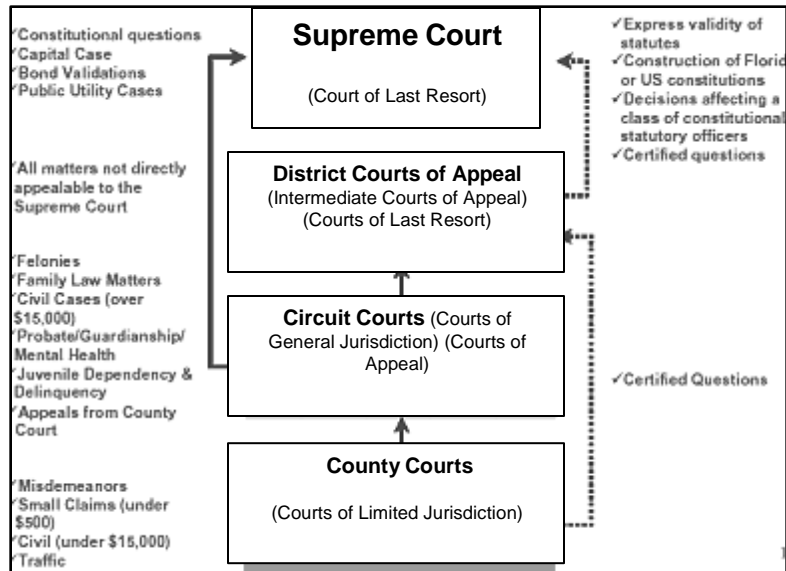 ✓Constitutional questions
✓Capital Case
✓Bond Validations
✓Public Utility Cases
✓All matters not directly
appealable to the
Supreme Court
✓Felonies
✓Family Law Matters
✓Civil Cases (over
$15,000)
✓Probate/Guardianship/
Mental Health
✓Juvenile Dependency &
Delinquency
✓Appeals from County
Court
✓Misdemeanors
✓Small Claims (under
$500)
✓Civil (under $15,000)
✓Traffic
Supreme Court
(Court of Last Resort)
District Courts of Appeal
(Intermediate Courts of Appeal)
(Courts of Last Resort)
Circuit Courts (Courts of
General Jurisdiction) (Courts of
Appeal)
County Courts
(Courts of Limited Jurisdiction)
✓Express validity of
statutes
✓Construction of Florid
or US constitutions
✓Decisions affecting a
class of constitutional
statutory officers
✓Certified questions
✓Certified Questions